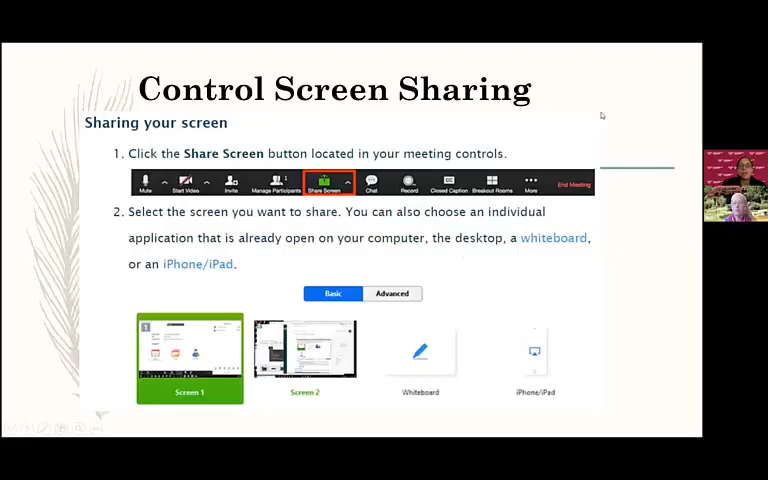 Control Screen Sharing
Sharing your screen
1. Click the Share Screen button located in your meeting controls.
Mute Start Video Invite Manage Participants 1 Share Screen Chat Record Closed Caption Breakout Rooms More End Meeting
2. Select the screen you want to share. You can also choose an individual
application that is already open on your computer, the desktop, a whiteboard,
or an iPhone/iPad.
Basic Advanced
1
Screen 1 Screen 2 Whiteboard iPhone/iPad